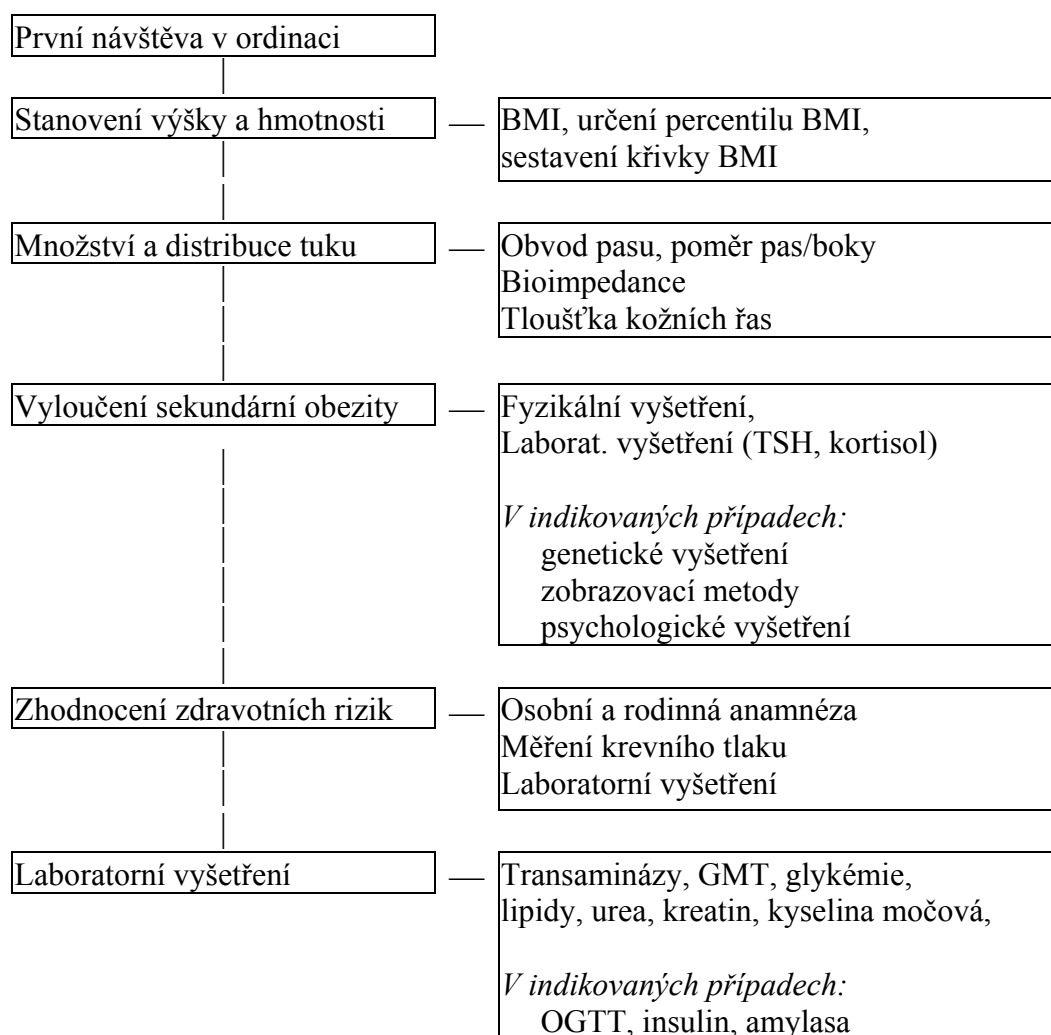 První návštěva v ordinaci
Stanovení výšky a hmotnosti — BMI, určení percentilu BMI,
sestavení křivky BMI
Množství a distribuce tuku — Obvod pasu, poměr pas/boky
Bioimpedance
Tloušťka kožních řas
Vyloučení sekundární obezity — Fyzikální vyšetření,
Laborat. vyšetření (TSH, kortisol)
V indikovaných případech:
genetické vyšetření
zobrazovací metody
psychologické vyšetření
Zhodnocení zdravotních rizik — Osobní a rodinná anamnéza
Měření krevního tlaku
Laboratorní vyšetření
Laboratorní vyšetření — Transaminázy, GMT, glykémie,
lipidy, urea, kreatin, kyselina močová,
V indikovaných případech:
OGTT, insulin, amylasa